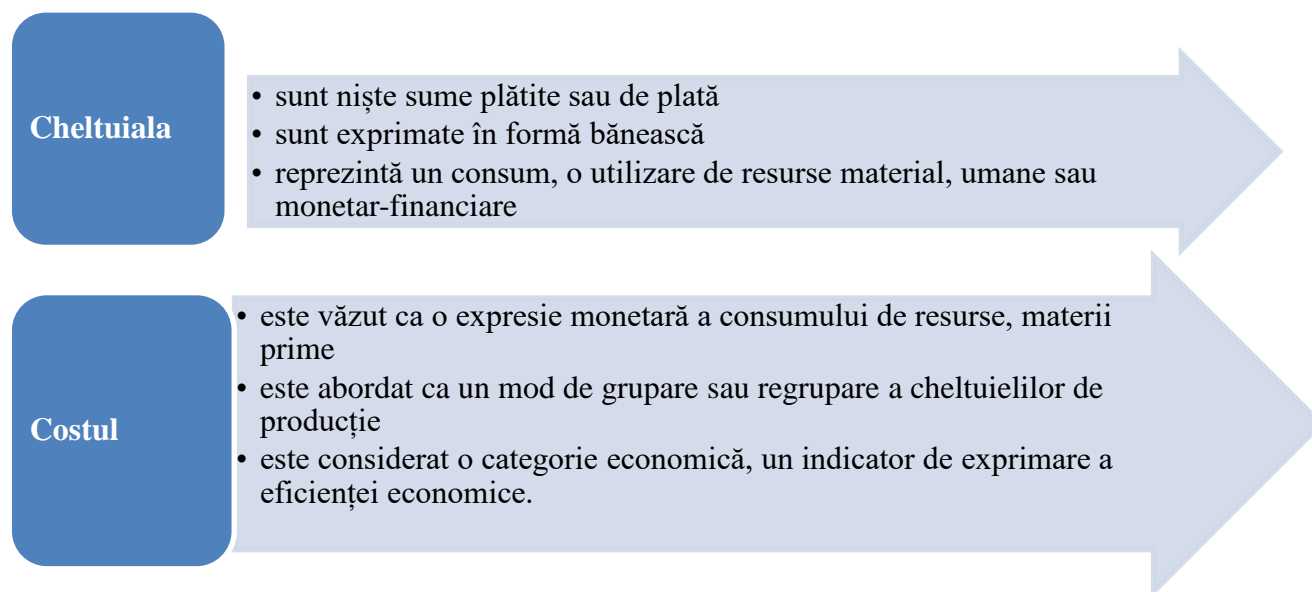 Cheltuiala
• sunt niște sume plătite sau de plată
• sunt exprimate în formă bănească
• reprezintă un consum, o utilizare de resurse material, umane sau
monetar-financiare
Costul
• este văzut ca o expresie monetară a consumului de resurse, materii
prime
• este abordat ca un mod de grupare sau regrupare a cheltuielilor de
producție
• este considerat o categorie economică, un indicator de exprimare a
eficienței economice.